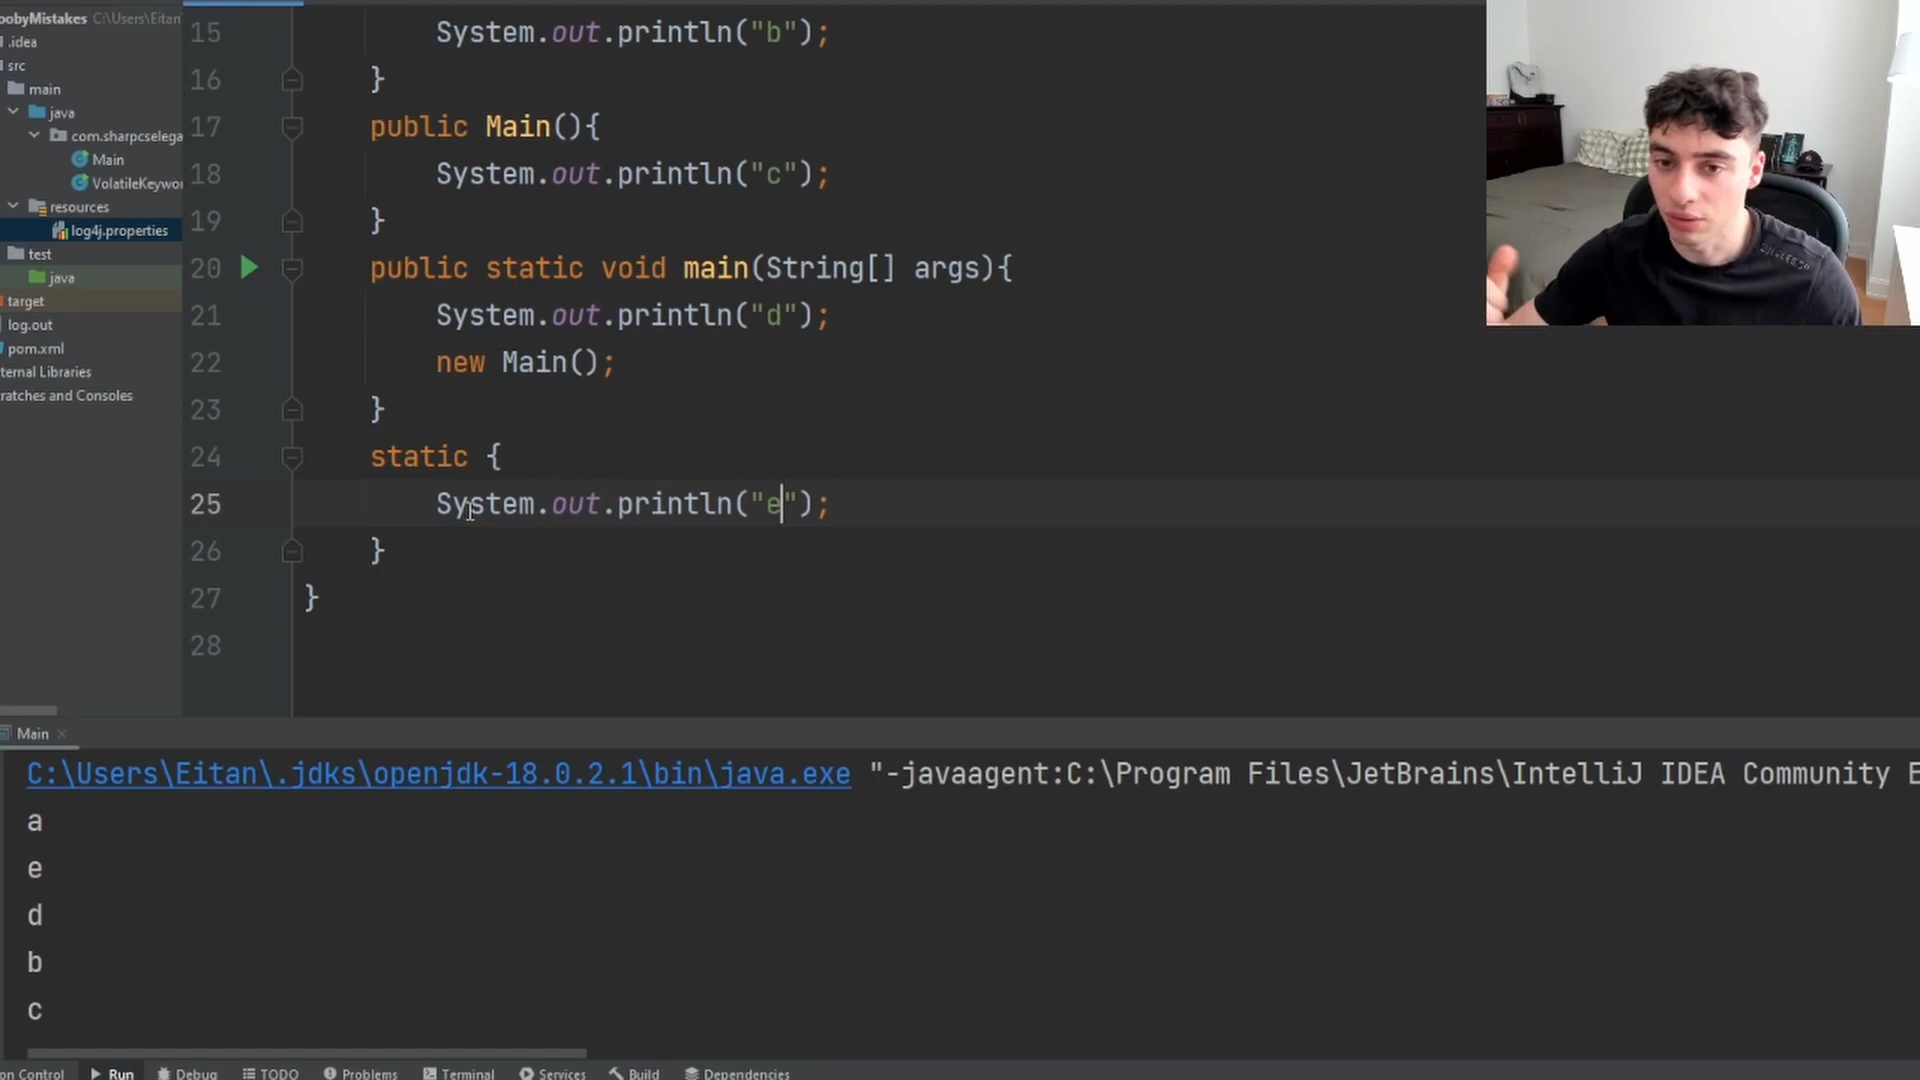 oobyMistakes C:\Users\Eitan\
.idea
src
main
java
com.sharpcselega
Main
VolatileKeywor
resources
log4j.properties
test
java
target
log.out
pom.xml
ternal Libraries
ratches and Consoles
15 System.out.println("b");
16 }
17 public Main(){
18 System.out.println("c");
19 }
20 public static void main(String[] args){
21 System.out.println("d");
22 new Main();
23 }
24 static {
25 System.out.println("e");
26 }
27 }
28
Main
C:\Users\Eitan\.jdks\openjdk-18.0.2.1\bin\java.exe "-javaagent:C:\Program Files\JetBrains\IntelliJ IDEA Community E
a
e
d
b
c
on Control Run Debug TODO Problems Terminal Services Build Dependencies